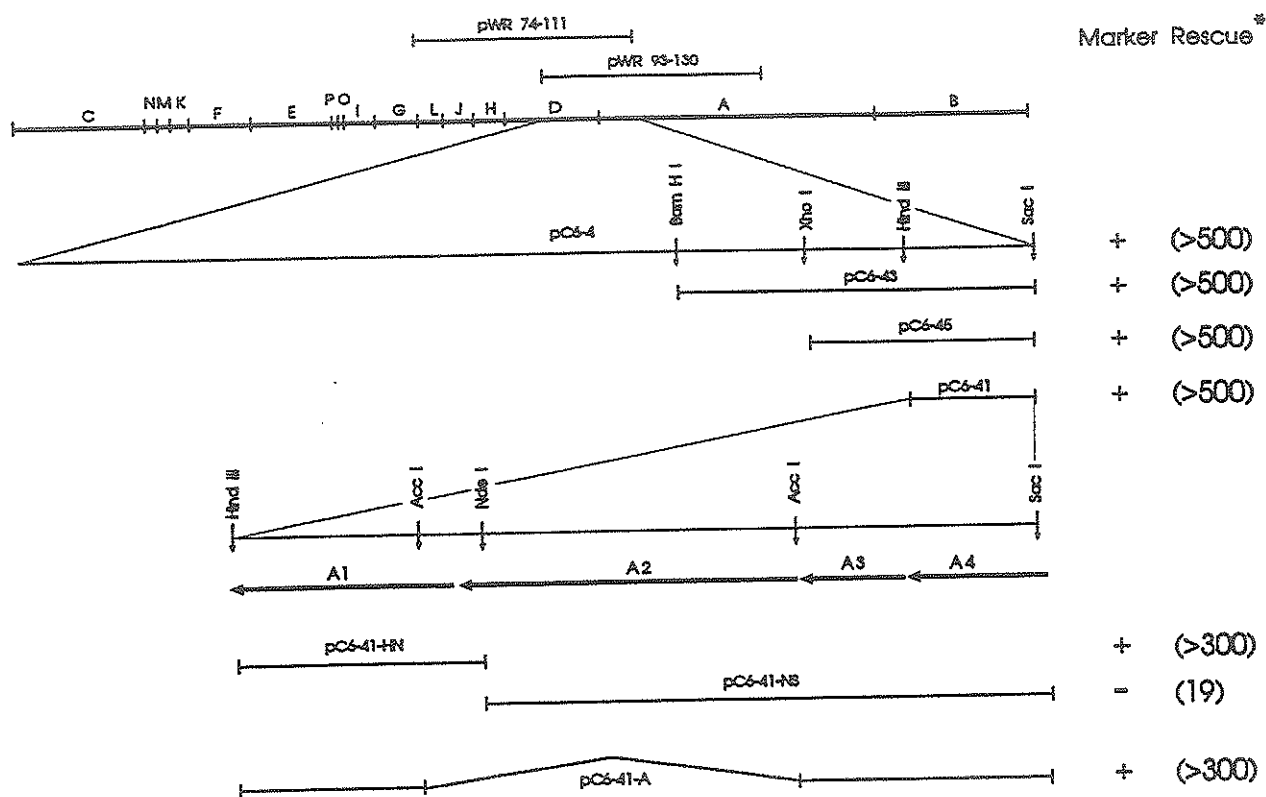 pWR 74-111
Marker Rescue*
pWR 93-130
C N M K F E P O I G L J H D A B
Bam H I
Xho I
Hind III
Sac I
pC6-4
+ (>500)
pC6-43
+ (>500)
pC6-45
+ (>500)
pC6-41
+ (>500)
Hind III
Acc I
Nde I
Acc I
Sac I
A1 A2 A3 A4
pC6-41-HN
+ (>300)
pC6-41-NS
- (19)
pC6-41-A
+ (>300)